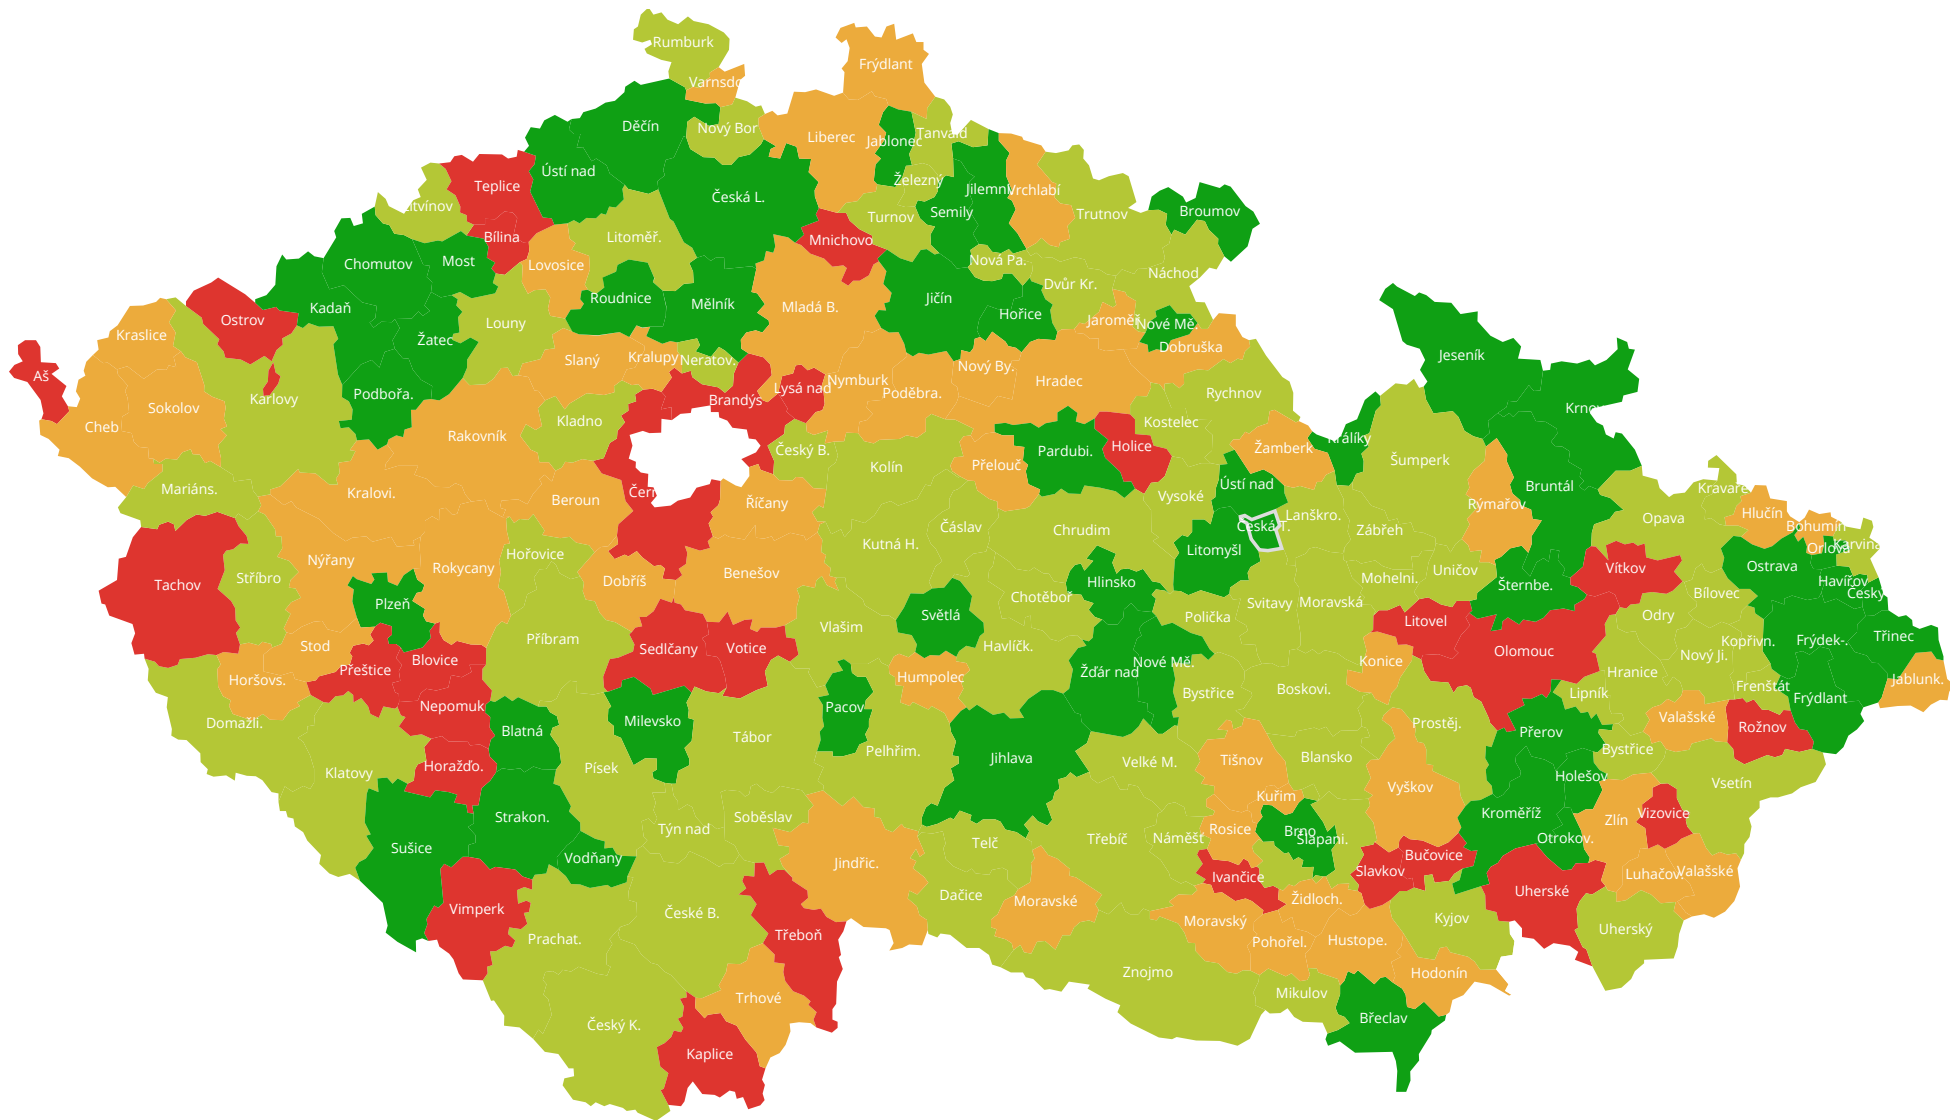 Rumburk
Frýdlant
Varnsdo
Děčín
Nový Bor
Liberec
Jablonec
Tanvald
Ústí nad
Teplice
Železný
Jilemni
Vrchlabí
Česká L.
Litvínov
Semily
Broumov
Turnov
Trutnov
Bílina
Litoměř.
Mnichovo
Chomutov
Most
Lovosice
Nová Pa.
Náchod
Dvůr Kr.
Roudnice
Mělník
Mladá B.
Jičín
Kadaň
Hořice
Ostrov
Louny
Jaroměř
Nové Mě.
Kraslice
Žatec
Dobruška
Jeseník
Slaný
Kralupy
Neratov.
Nový By.
Aš
Nymburk
Hradec
Lysá nad
Poděbra.
Podbořa.
Rychnov
Karlovy
Brandýs
Sokolov
Krnov
Kladno
Kostelec
Cheb
Rakovník
Králíky
Český B.
Pardubi.
Holice
Žamberk
Přelouč
Kolín
Šumperk
Ústí nad
Bruntál
Mariáns.
Kralovi.
Čern
Beroun
Říčany
Vysoké
Kravaře
Rýmařov
Lanškro.
Hlučín
Opava
Čáslav
Chrudim
Česká T.
Zábřeh
Bohumín
Kutná H.
Litomyšl
Orlová
Karviná
Hořovice
Nýřany
Rokycany
Ostrava
Vítkov
Uničov
Benešov
Stříbro
Dobříš
Hlinsko
Mohelni.
Havířov
Tachov
Šternbe.
Český
Bílovec
Chotěboř
Plzeň
Svitavy
Moravská
Světlá
Polička
Odry
Litovel
Vlašim
Třinec
Příbram
Kopřivn.
Frýdek-.
Stod
Havlíčk.
Sedlčany
Votice
Olomouc
Nový Ji.
Blovice
Nové Mě.
Konice
Přeštice
Žďár nad
Hranice
Humpolec
Horšovs.
Jablunk.
Frenštát
Boskovi.
Bystřice
Lipník
Frýdlant
Nepomuk
Pacov
Valašské
Domažli.
Milevsko
Prostěj.
Rožnov
Blatná
Přerov
Tábor
Pelhřim.
Bystřice
Jihlava
Blansko
Tišnov
Velké M.
Horažďo.
Písek
Klatovy
Holešov
Vsetín
Vyškov
Kuřim
Strakon.
Soběslav
Kroměříž
Vizovice
Zlín
Týn nad
Rosice
Brno
Šlapani.
Otrokov.
Náměšť
Třebíč
Telč
Sušice
Vodňany
Bučovice
Jindřic.
Slavkov
Valašské
Luhačov.
Ivančice
Uherské
Dačice
Židloch.
Moravské
Vimperk
České B.
Kyjov
Moravský
Uherský
Třeboň
Prachat.
Hustope.
Pohořel.
Znojmo
Hodonín
Mikulov
Trhové
Břeclav
Český K.
Kaplice